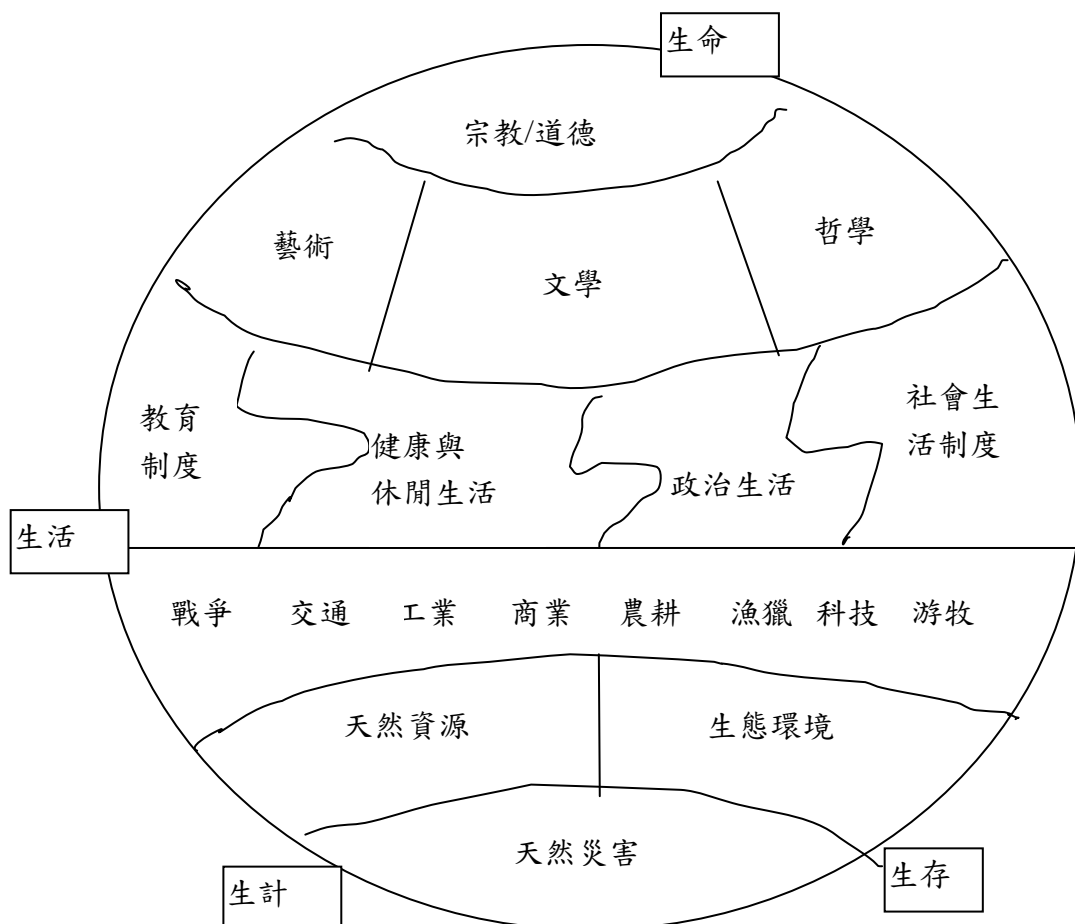 生命
宗教/道德
藝術
文學
哲學
教育
制度
健康與
休閒生活
政治生活
社會生
活制度
生活
戰爭 交通 工業 商業 農耕 漁獵 科技 游牧
天然資源 生態環境
天然災害
生計
生存